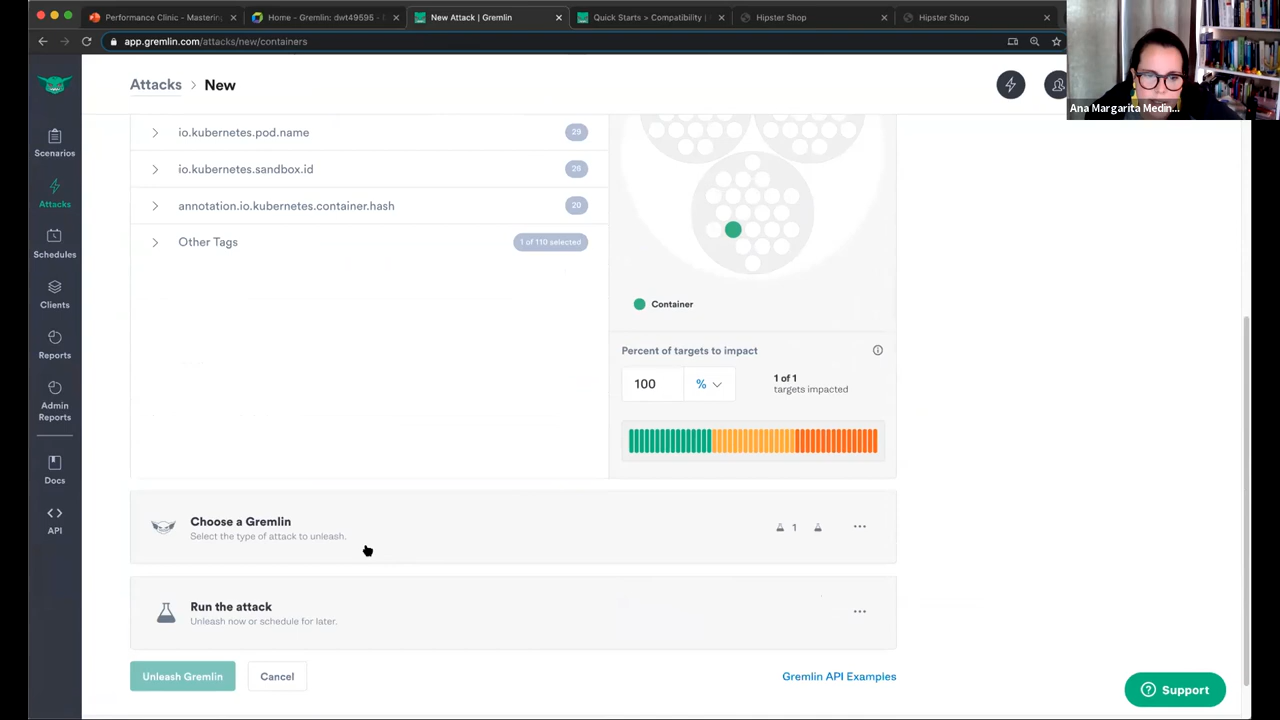 Performance Clinic - Masterin
Home - Gremlin: dwt49595 -
New Attack | Gremlin
Quick Starts > Compatibility |
Hipster Shop
Hipster Shop
app.gremlin.com/attacks/new/containers
Ana Margarita Medin...
Attacks > New
Scenarios
Attacks
Schedules
Clients
Reports
Admin
Reports
Docs
API
io.kubernetes.pod.name
29
io.kubernetes.sandbox.id
26
annotation.io.kubernetes.container.hash
20
Other Tags
1 of 110 selected
Container
Percent of targets to impact
100
%
1 of 1
targets impacted
Choose a Gremlin
Select the type of attack to unleash.
1
Run the attack
Unleash now or schedule for later.
Unleash Gremlin
Cancel
Gremlin API Examples
Support